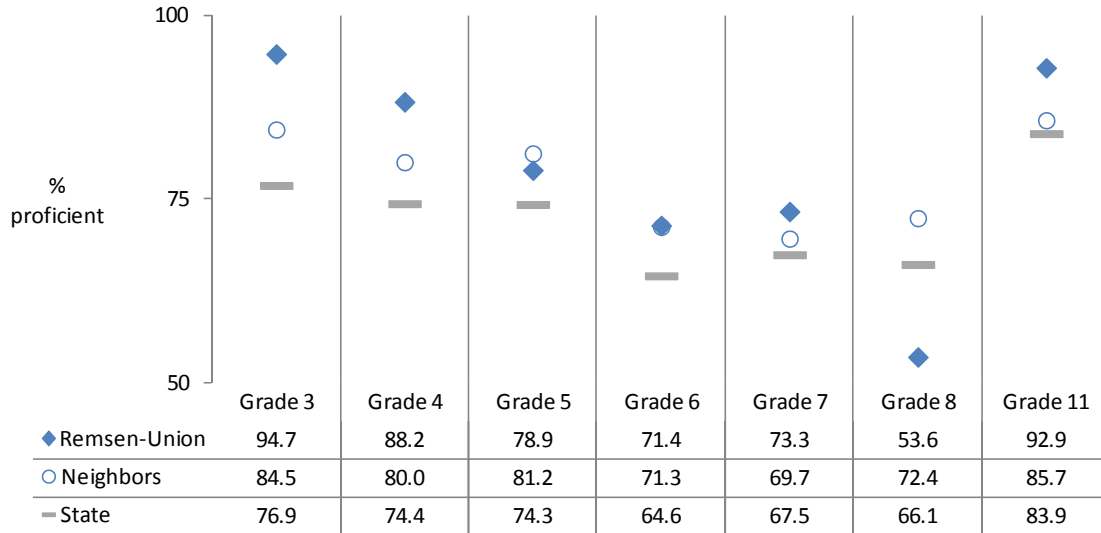 100
%
proficient
75
50
Grade 3 Grade 4 Grade 5 Grade 6 Grade 7 Grade 8 Grade 11
Remsen-Union 94.7 88.2 78.9 71.4 73.3 53.6 92.9
Neighbors 84.5 80.0 81.2 71.3 69.7 72.4 85.7
State 76.9 74.4 74.3 64.6 67.5 66.1 83.9